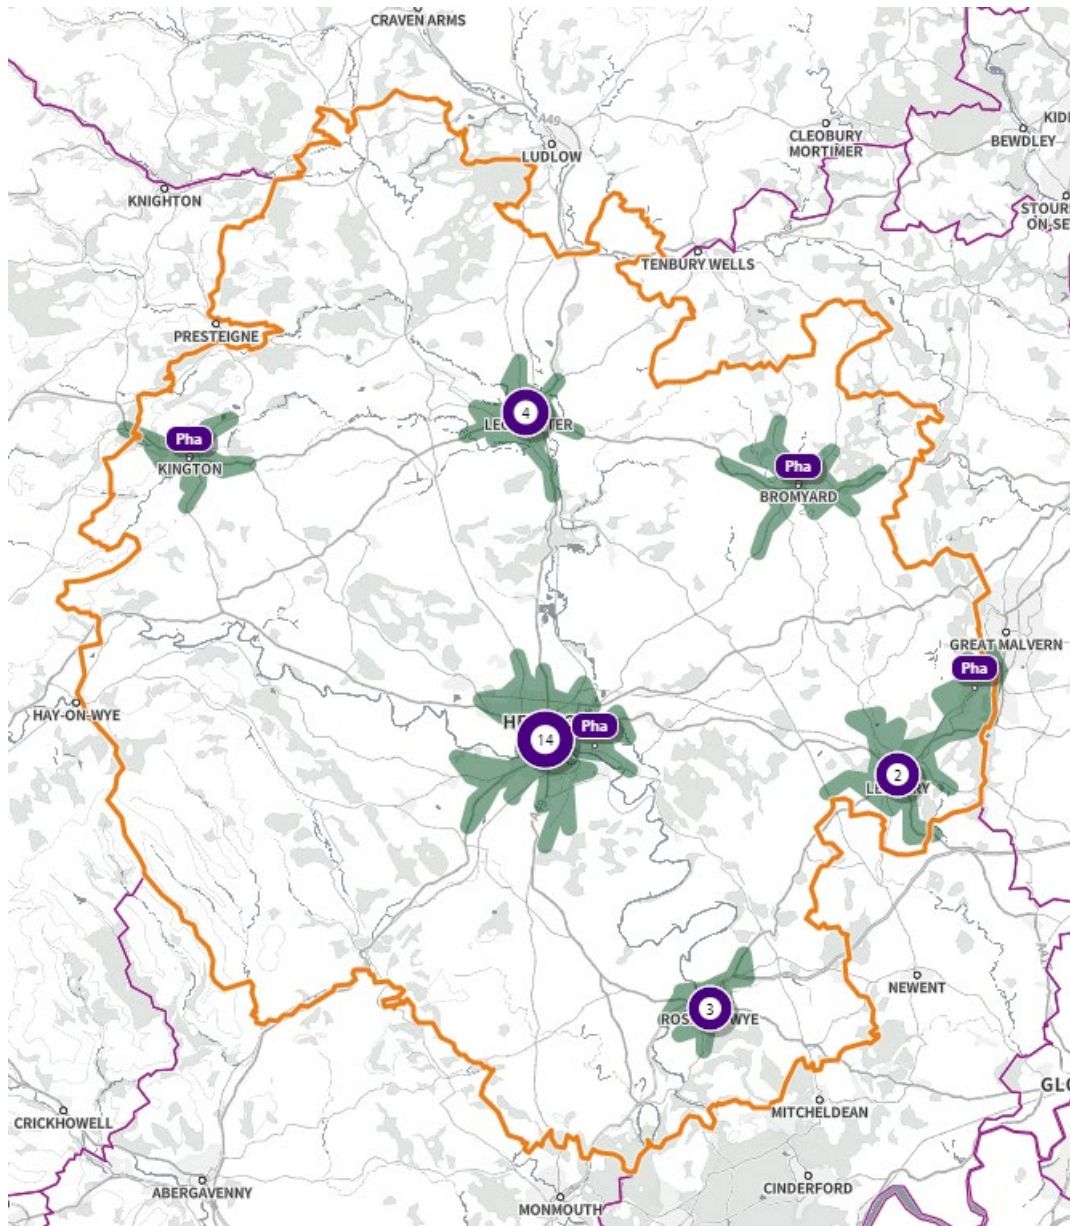 CRAVEN ARMS
A49
KIDI
CLEOBURY
MORTIMER
BEWDLEY
LUDLOW
KNIGHTON
STOUR
ON-SE
TENBURY WELLS
PRESTEIGNE
4
Pha
KINGTON
Pha
BROMYARD
GREAT MALVERN
Pha
HAY-ON-WYE
14
Pha
2
NEWENT
3
WYE
GLO
MITCHELDEAN
CRICKHOWELL
ABERGAVENNY
CINDERFORD
MONMOUTH